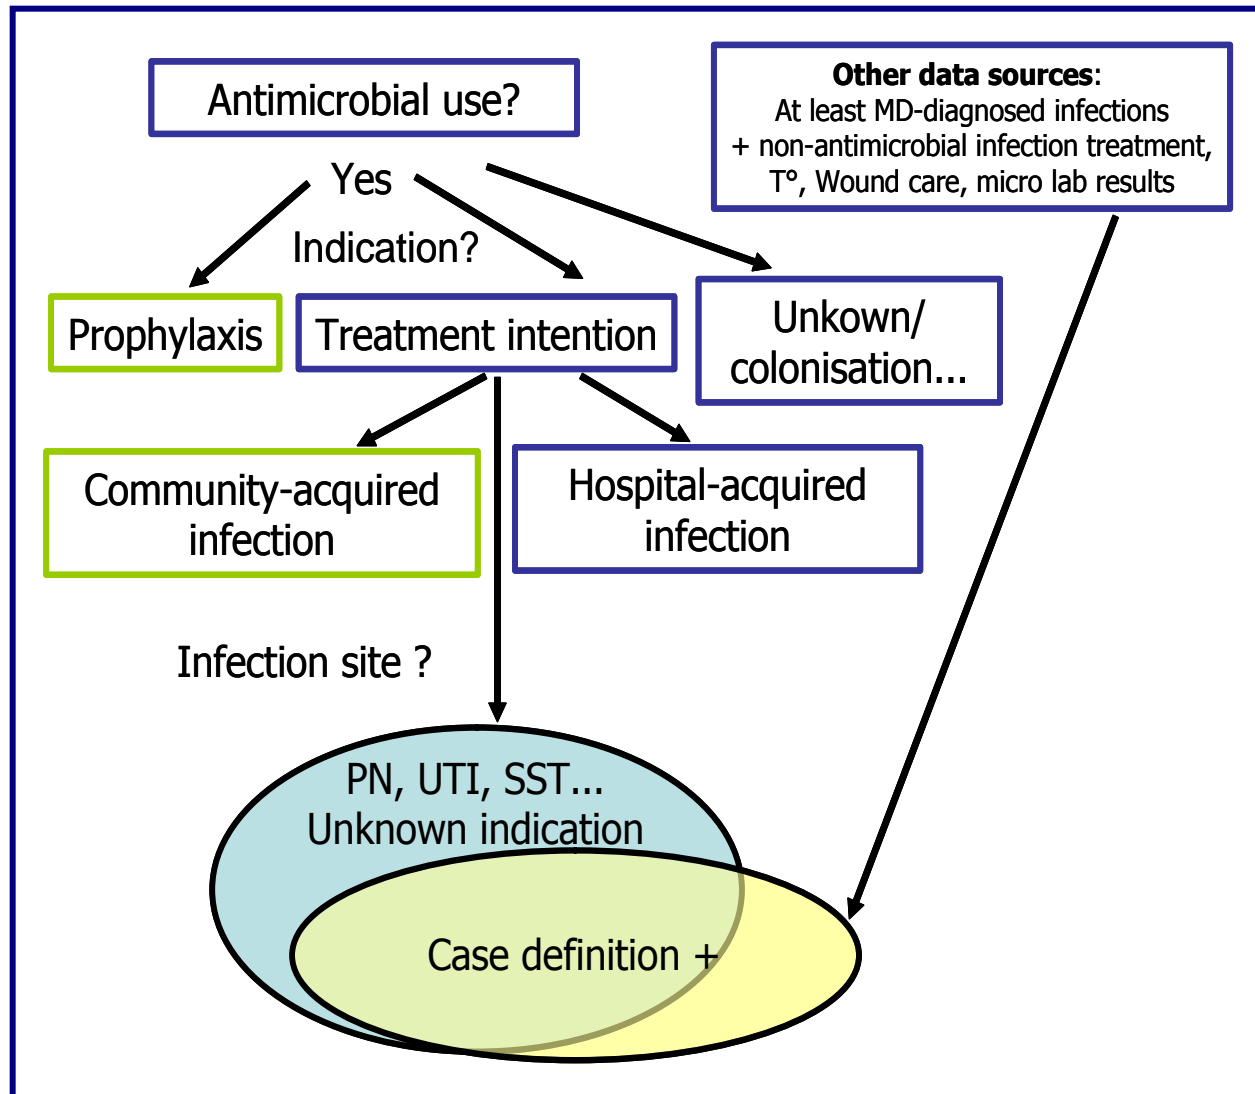 Antimicrobial use?
Other data sources:
At least MD-diagnosed infections
+ non-antimicrobial infection treatment,
T°, Wound care, micro lab results
Yes
Indication?
Prophylaxis
Treatment intention
Unkown/
colonisation...
Community-acquired
infection
Hospital-acquired
infection
Infection site ?
PN, UTI, SST...
Unknown indication
Case definition +